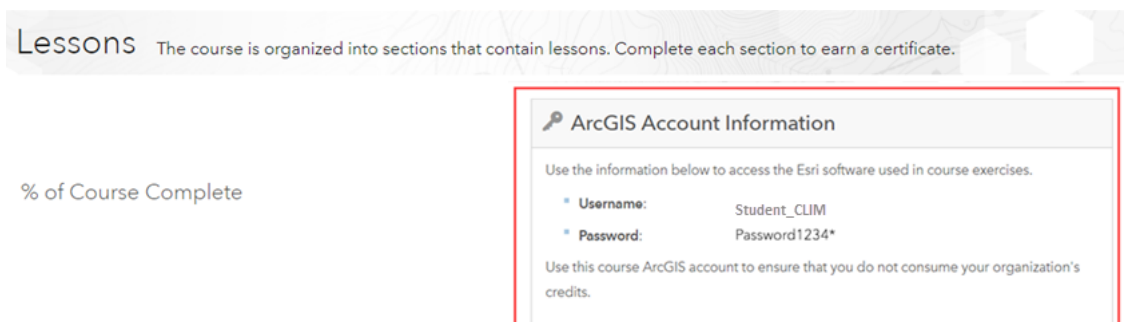 Lessons The course is organized into sections that contain lessons. Complete each section to earn a certificate.
ArcGIS Account Information
Use the information below to access the Esri software used in course exercises.
% of Course Complete
Username: Student_CLIM
Password: Password1234*
Use this course ArcGIS account to ensure that you do not consume your organization's
credits.